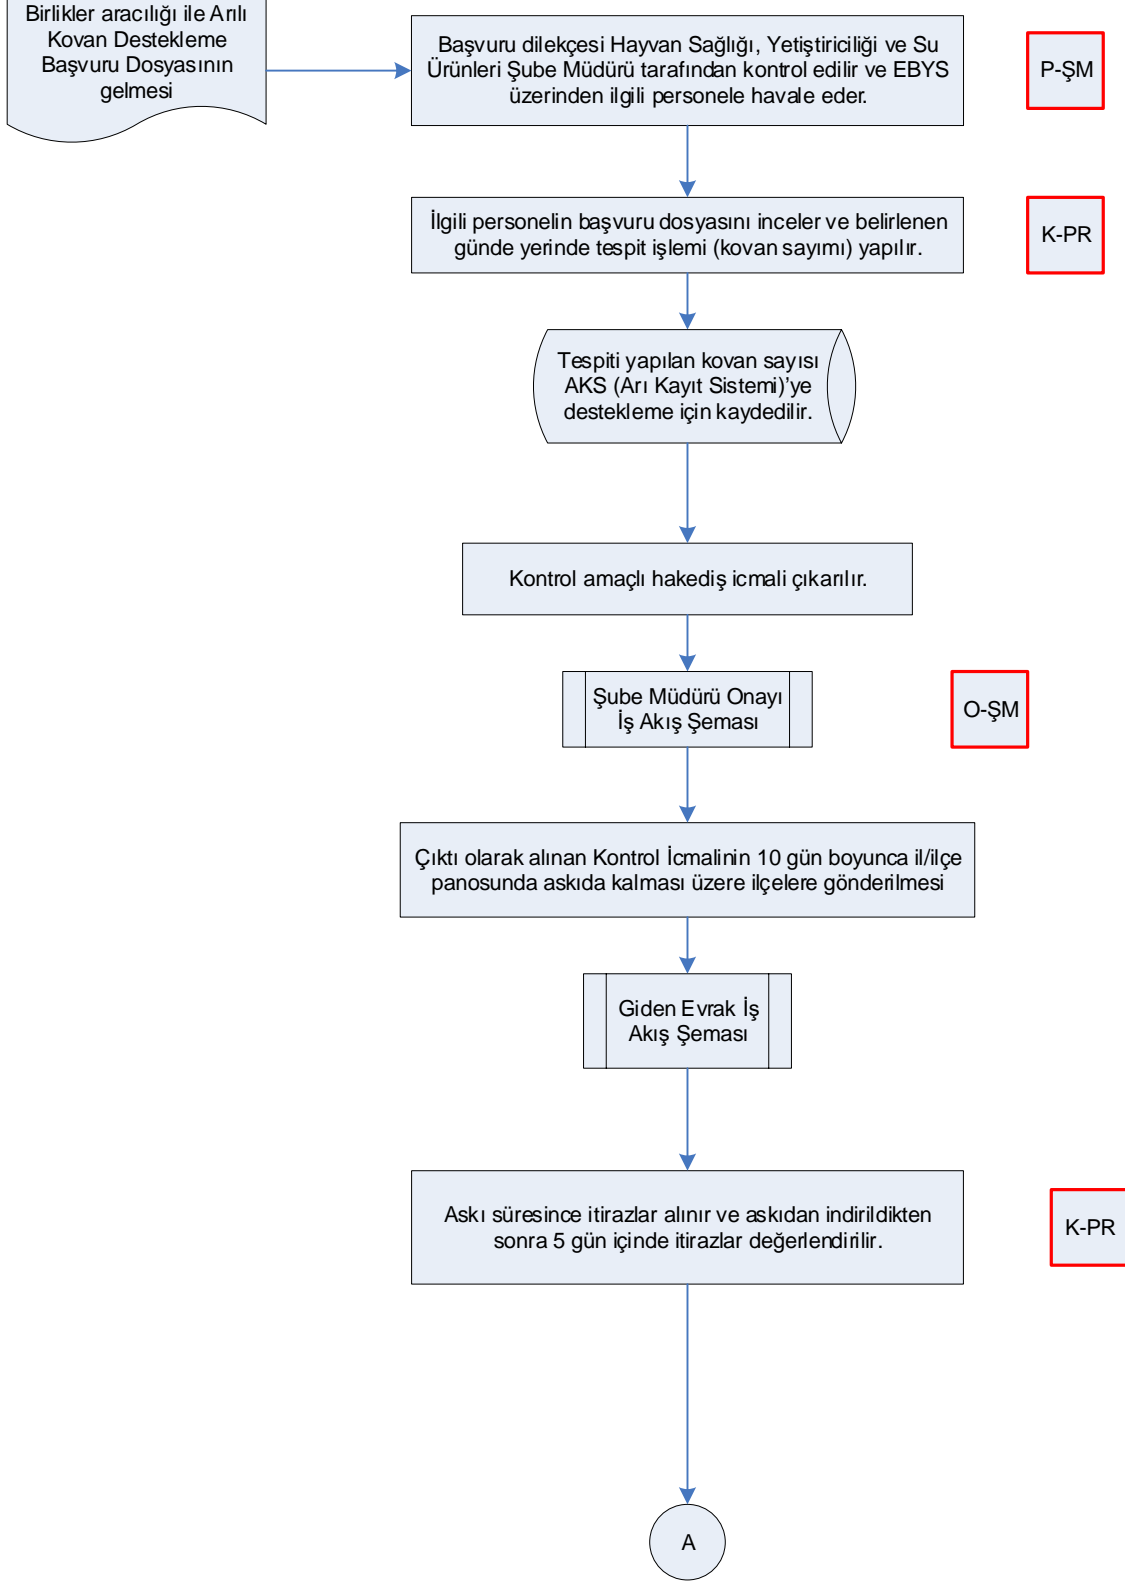 Birlikler aracılığı ile Arılı
Kovan Destekleme
Başvuru Dosyasının
gelmesi
Başvuru dilekçesi Hayvan Sağlığı, Yetiştiriciliği ve Su
Ürünleri Şube Müdürü tarafından kontrol edilir ve EBYS
üzerinden ilgili personele havale eder.
P-ŞM
İlgili personelin başvuru dosyasını inceler ve belirlenen
günde yerinde tespit işlemi (kovan sayımı) yapılır.
K-PR
Tespiti yapılan kovan sayısı
AKS (Arı Kayıt Sistemi)’ye
destekleme için kaydedilir.
Kontrol amaçlı hakediş icmali çıkarılır.
Şube Müdürü Onayı
İş Akış Şeması
O-ŞM
Çıktı olarak alınan Kontrol İcmalinin 10 gün boyunca il/ilçe
panosunda askıda kalması üzere ilçelere gönderilmesi
Giden Evrak İş
Akış Şeması
Askı süresince itirazlar alınır ve askıdan indirildikten
sonra 5 gün içinde itirazlar değerlendirilir.
K-PR
A